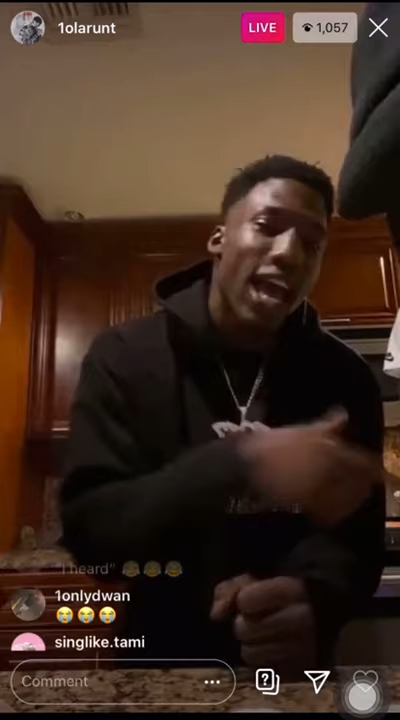 1olarunt
LIVE
1,057
"I heard" 😂😂😂
1onlydwan
😭😭😭
singlike.tami
Comment